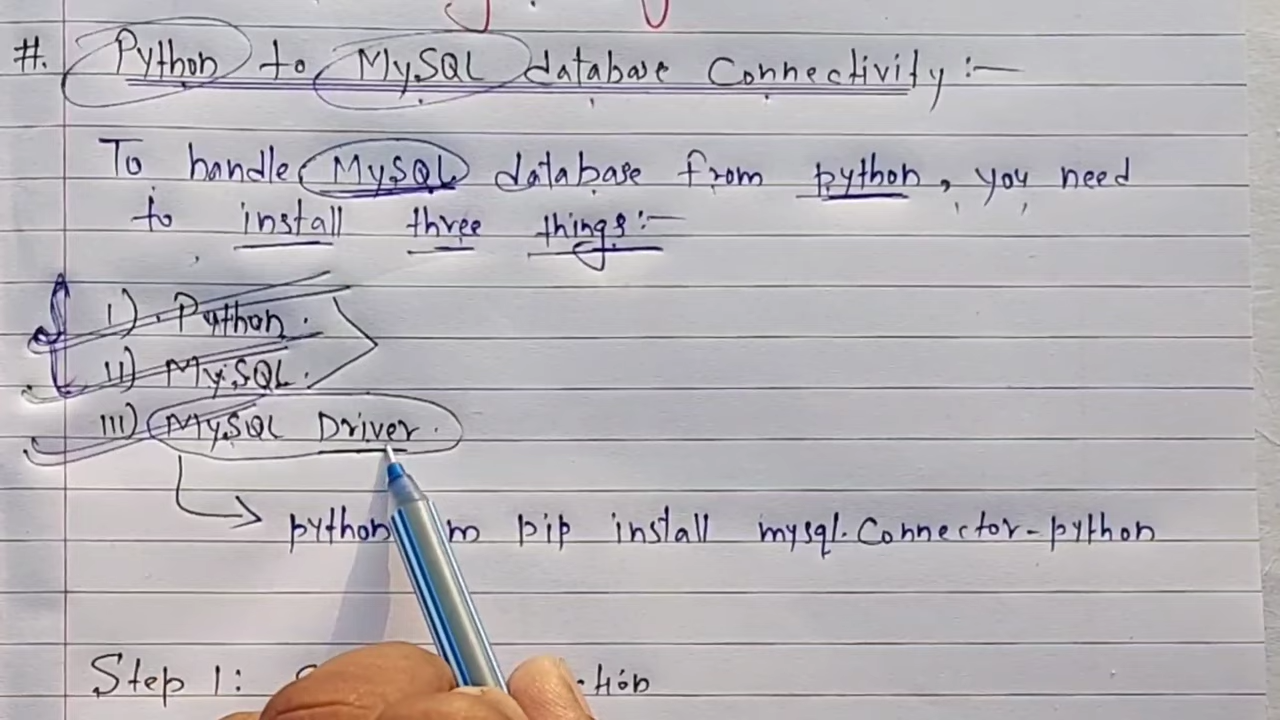 #. Python to MySQL database Connectivity :-
To handle MySQL database from python, you need
to install three things:-
i) . Python .
ii) MySQL .
iii) MySQL Driver .
python m pip install mysql.Connector-python
Step 1: